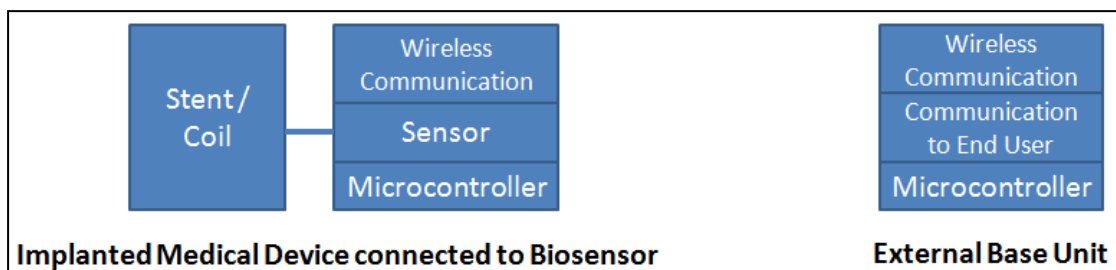 Stent /
Coil
Wireless
Communication
Sensor
Microcontroller
Wireless
Communication
Communication
to End User
Microcontroller
Implanted Medical Device connected to Biosensor
External Base Unit